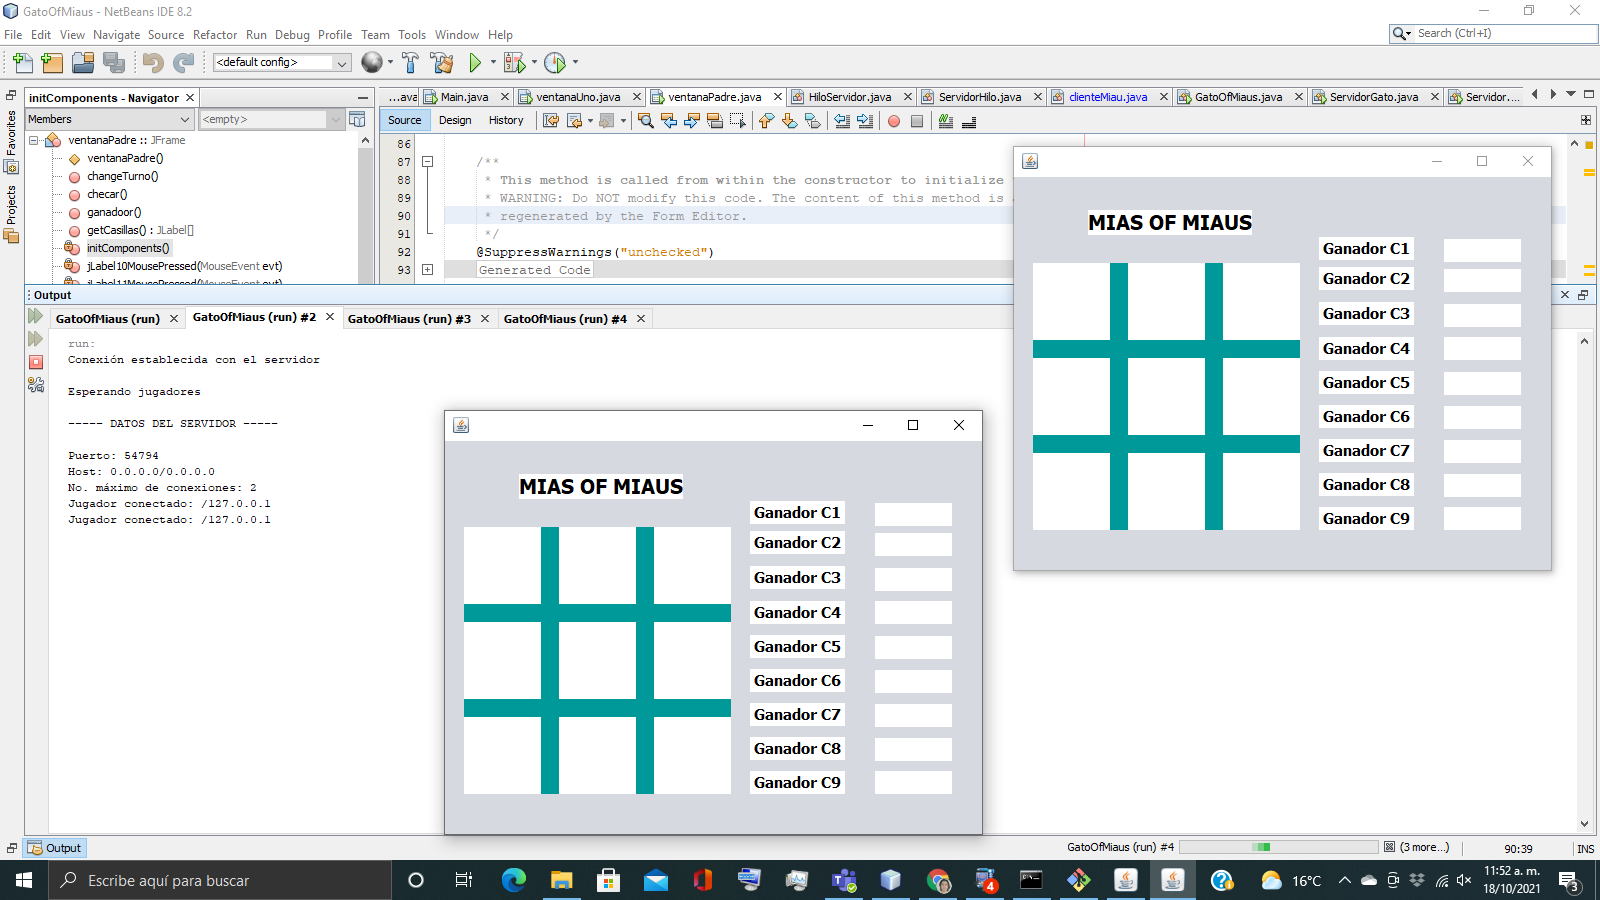 GatoOfMiaus - NetBeans IDE 8.2
File Edit View Navigate Source Refactor Run Debug Profile Team Tools Window Help
Search (Ctrl+I)
<default config>
initComponents - Navigator
...ava Main.java ventanaUno.java ventanaPadre.java HiloServidor.java ServidorHilo.java clienteMiau.java GatoOfMiaus.java ServidorGato.java Servidor....
Members
<empty>
Source Design History
Favorites
Projects
ventanaPadre :: JFrame
ventanaPadre()
changeTurno()
checar()
ganadoor()
getCasillas() : JLabel[]
initComponents()
jLabel10MousePressed(MouseEvent evt)
jLabel11MousePressed(MouseEvent evt)
86
87 /**
88 * This method is called from within the constructor to initialize
89 * WARNING: Do NOT modify this code. The content of this method is
90 * regenerated by the Form Editor.
91 */
92 @SuppressWarnings("unchecked")
93 Generated Code
Output
GatoOfMiaus (run) GatoOfMiaus (run) #2 GatoOfMiaus (run) #3 GatoOfMiaus (run) #4
run:
Conexión establecida con el servidor
Esperando jugadores
----- DATOS DEL SERVIDOR -----
Puerto: 54794
Host: 0.0.0.0/0.0.0.0
No. máximo de conexiones: 2
Jugador conectado: /127.0.0.1
Jugador conectado: /127.0.0.1
MIAS OF MIAUS
Ganador C1
Ganador C2
Ganador C3
Ganador C4
Ganador C5
Ganador C6
Ganador C7
Ganador C8
Ganador C9
MIAS OF MIAUS
Ganador C1
Ganador C2
Ganador C3
Ganador C4
Ganador C5
Ganador C6
Ganador C7
Ganador C8
Ganador C9
Output
GatoOfMiaus (run) #4
(3 more...)
90:39
INS
Escribe aquí para buscar
4
16°C
11:52 a. m.
18/10/2021
3